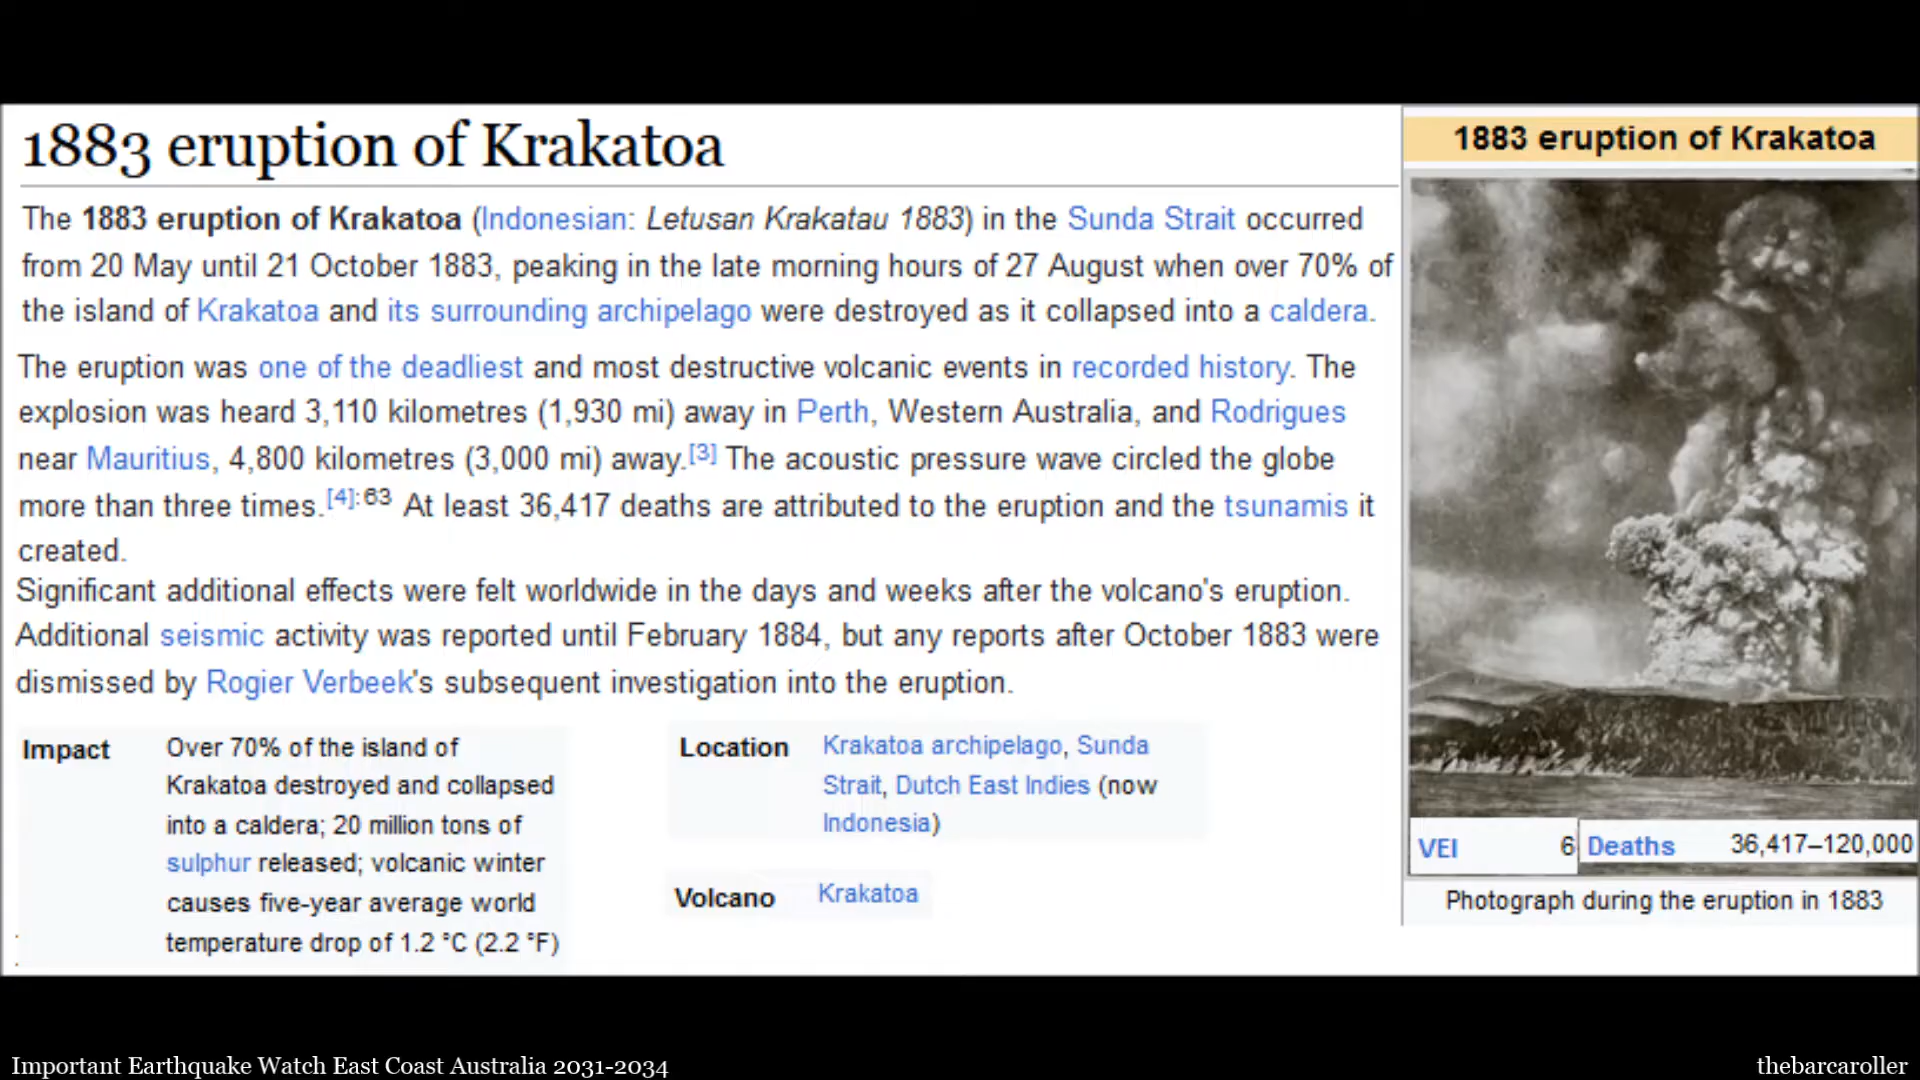 1883 eruption of Krakatoa
The 1883 eruption of Krakatoa (Indonesian: Letusan Krakatau 1883) in the Sunda Strait occurred
from 20 May until 21 October 1883, peaking in the late morning hours of 27 August when over 70% of
the island of Krakatoa and its surrounding archipelago were destroyed as it collapsed into a caldera.
The eruption was one of the deadliest and most destructive volcanic events in recorded history. The
explosion was heard 3,110 kilometres (1,930 mi) away in Perth, Western Australia, and Rodrigues
near Mauritius, 4,800 kilometres (3,000 mi) away.[3] The acoustic pressure wave circled the globe
more than three times.[4]:63 At least 36,417 deaths are attributed to the eruption and the tsunamis it
created.
Significant additional effects were felt worldwide in the days and weeks after the volcano's eruption.
Additional seismic activity was reported until February 1884, but any reports after October 1883 were
dismissed by Rogier Verbeek's subsequent investigation into the eruption.
Impact
Over 70% of the island of
Krakatoa destroyed and collapsed
into a caldera; 20 million tons of
sulphur released; volcanic winter
causes five-year average world
temperature drop of 1.2 °C (2.2 °F)
Location
Krakatoa archipelago, Sunda
Strait, Dutch East Indies (now
Indonesia)
Volcano
Krakatoa
1883 eruption of Krakatoa
VEI 6
Deaths 36,417–120,000
Photograph during the eruption in 1883
Important Earthquake Watch East Coast Australia 2031-2034
thebarcaroller